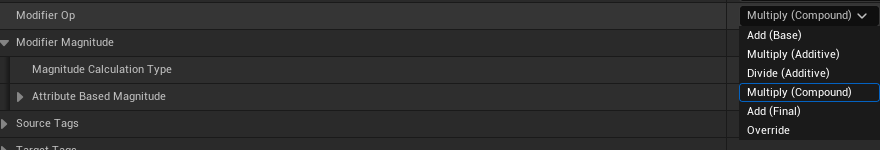 Modifier Op
Multiply (Compound)
Add (Base)
Modifier Magnitude
Multiply (Additive)
Magnitude Calculation Type
Divide (Additive)
Attribute Based Magnitude
Multiply (Compound)
Add (Final)
Source Tags
Override
Target Tags